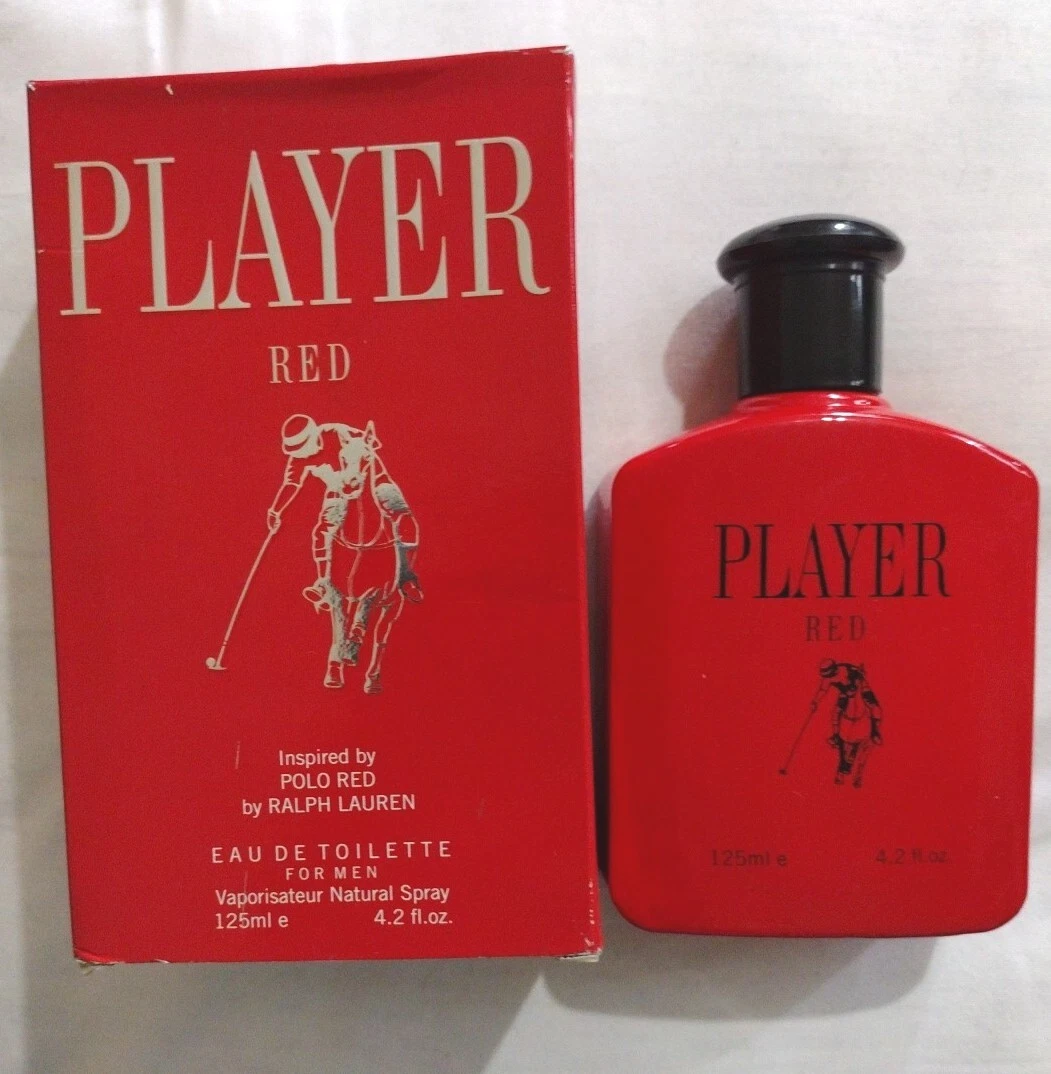 PLAYER
RED
Inspired by
POLO RED
by RALPH LAUREN
EAU DE TOILETTE
FOR MEN
Vaporisateur Natural Spray
125ml e 4.2 fl.oz.
PLAYER
RED
125ml e 4.2 fl.oz.